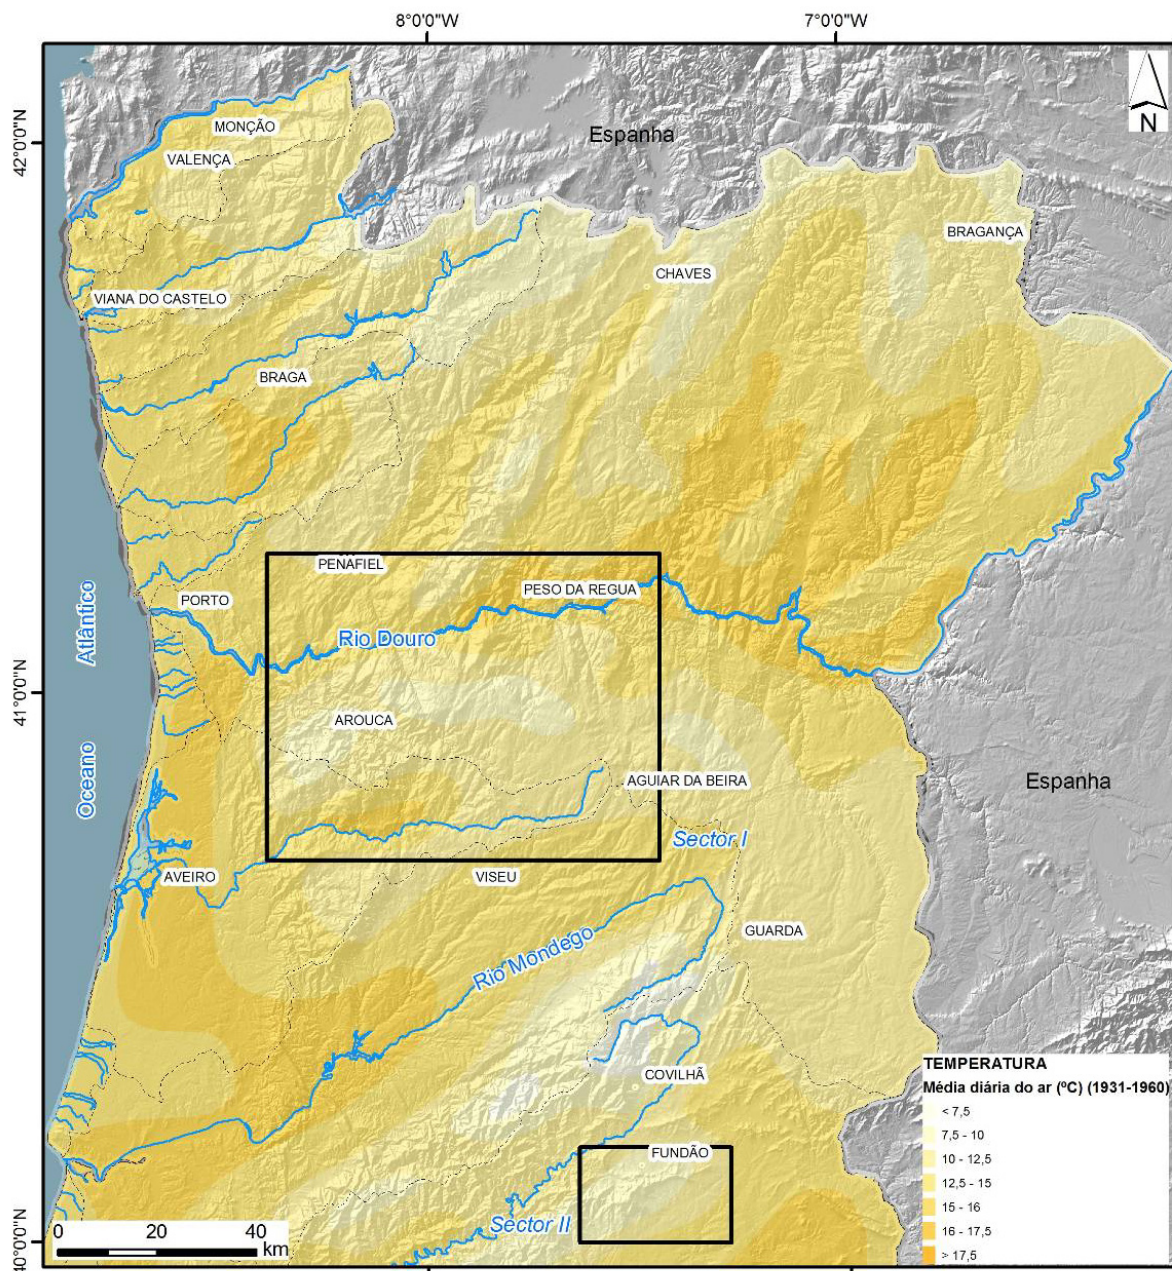 8°0'0"W
7°0'0"W
42°0'0"N
N
Espanha
MONÇÃO
VALENÇA
BRAGANÇA
CHAVES
VIANA DO CASTELO
BRAGA
PENAFIEL
PESO DA REGUA
PORTO
Rio Douro
Oceano Atlântico
41°0'0"N
AROUCA
AGUIAR DA BEIRA
Espanha
Sector I
AVEIRO
VISEU
Rio Mondego
GUARDA
COVILHÃ
FUNDÃO
Sector II
40°0'0"N
0 20 40
km
TEMPERATURA
Média diária do ar (ºC) (1931-1960)
< 7,5
7,5 - 10
10 - 12,5
12,5 - 15
15 - 16
16 - 17,5
> 17,5